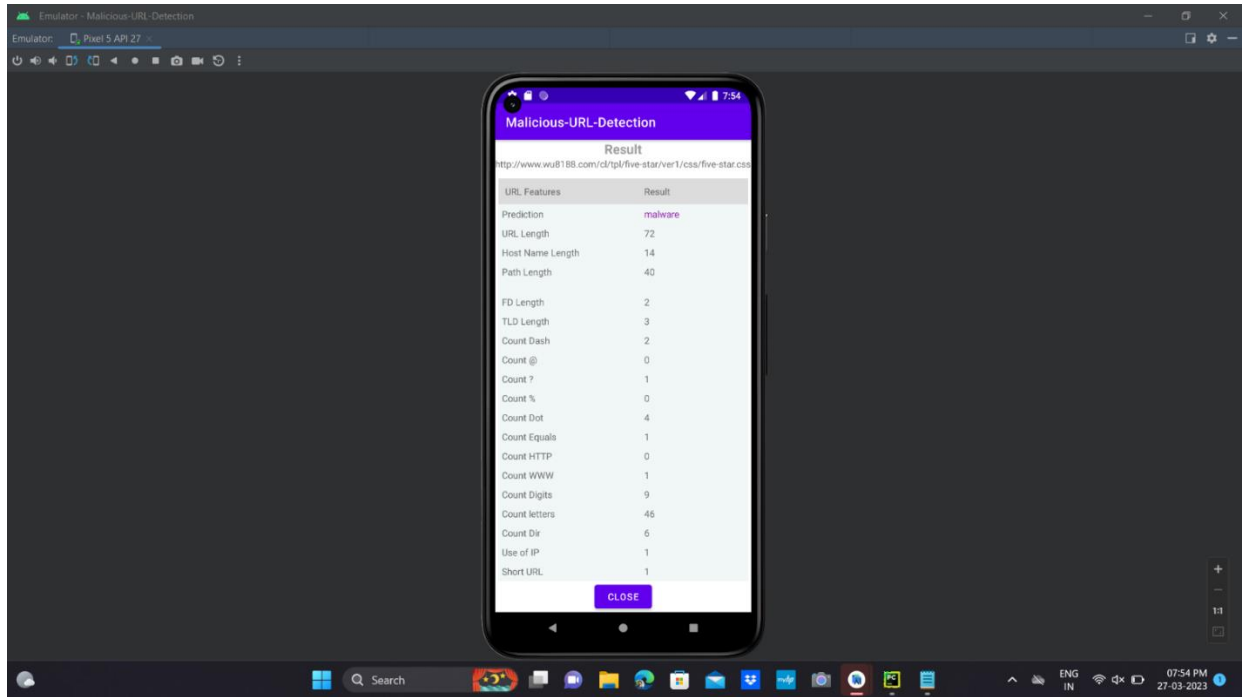 Emulator - Malicious-URL-Detection
Emulator: Pixel 5 API 27
7:54
Malicious-URL-Detection
Result
http://www.wu8188.com/cl/tpl/five-star/ver1/css/five-star.css
URL Features Result
Prediction malware
URL Length 72
Host Name Length 14
Path Length 40
FD Length 2
TLD Length 3
Count Dash 2
Count @ 0
Count ? 1
Count % 0
Count Dot 4
Count Equals 1
Count HTTP 0
Count WWW 1
Count Digits 9
Count letters 46
Count Dir 6
Use of IP 1
Short URL 1
CLOSE
1:1
Search
PC
ENG
IN
07:54 PM
27-03-2023
1